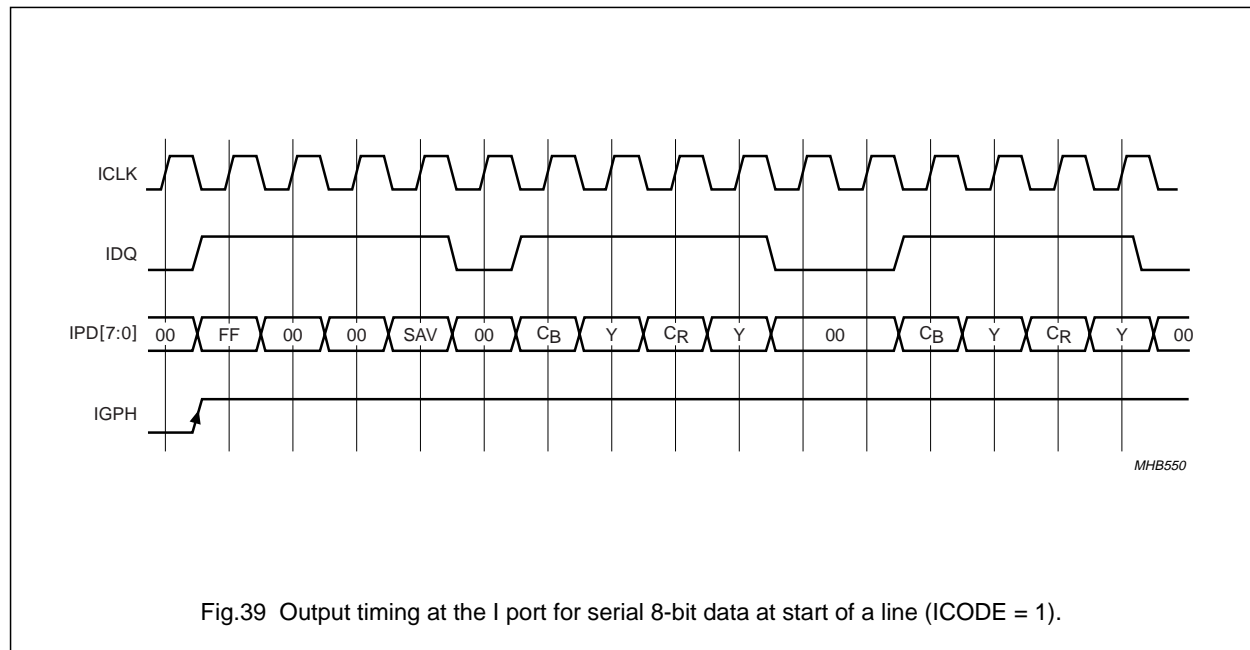 ICLK
IDQ
IPD[7:0] 00 FF 00 00 SAV 00 CB Y CR Y 00 CB Y CR Y 00
IGPH
MHB550
Fig.39 Output timing at the I port for serial 8-bit data at start of a line (ICODE = 1).